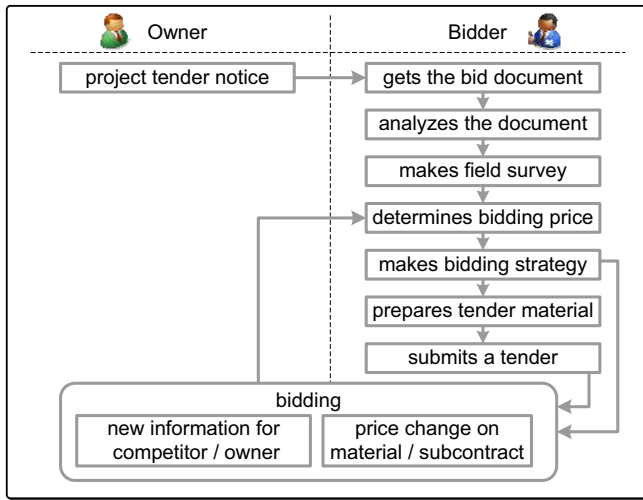 Owner
Bidder
project tender notice
gets the bid document
analyzes the document
makes field survey
determines bidding price
makes bidding strategy
prepares tender material
submits a tender
bidding
new information for
competitor / owner
price change on
material / subcontract